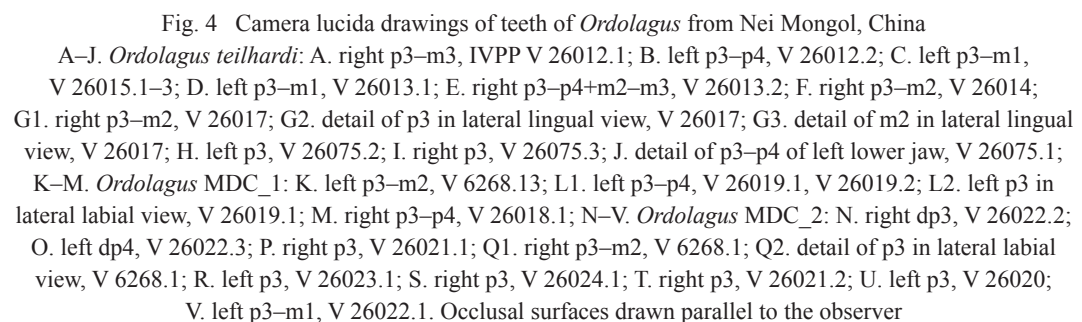 Fig. 4 Camera lucida drawings of teeth of Ordolagus from Nei Mongol, China
A–J. Ordolagus teilhardi: A. right p3–m3, IVPP V 26012.1; B. left p3–p4, V 26012.2; C. left p–m1,
V 26015.1–3; D. left p3–m1, V 26013.1; E. right p3–p4+m2–m3, V 26013.2; F. right p3–m2, V 26014;
G1. right p3–m2, V 26017; G2. detail of p3 in lateral lingual view, V 26017; G3. detail of m2 in lateral lingual
view, V 26017; H. left p3, V 26075.2; I. right p3, V 26075.3; J. detail of p3–p4 of left lower jaw, V 26075.1;
K–M. Ordolagus MDC_1: K. left p3–m2, V 6268.13; L1. left p3–p4, V 26019.1, V 26019.2; L2. left p3 in
lateral labial view, V 26019.1; M. right p3–p4, V 26018.1; N–V. Ordolagus MDC_2: N. right dp3, V 26022.2;
O. left dp4, V 26022.3; P. right p3, V 26021.1; Q1. right p3–m2, V 6268.1; Q2. detail of p3 in lateral labial
view, V 6268.1; R. left p3, V 26023.1; S. right p3, V 26024.1; T. right p3, V 26021.2; U. left p3, V 26020;
V. left p3–m1, V 26022.1. Occlusal surfaces drawn parallel to the observer